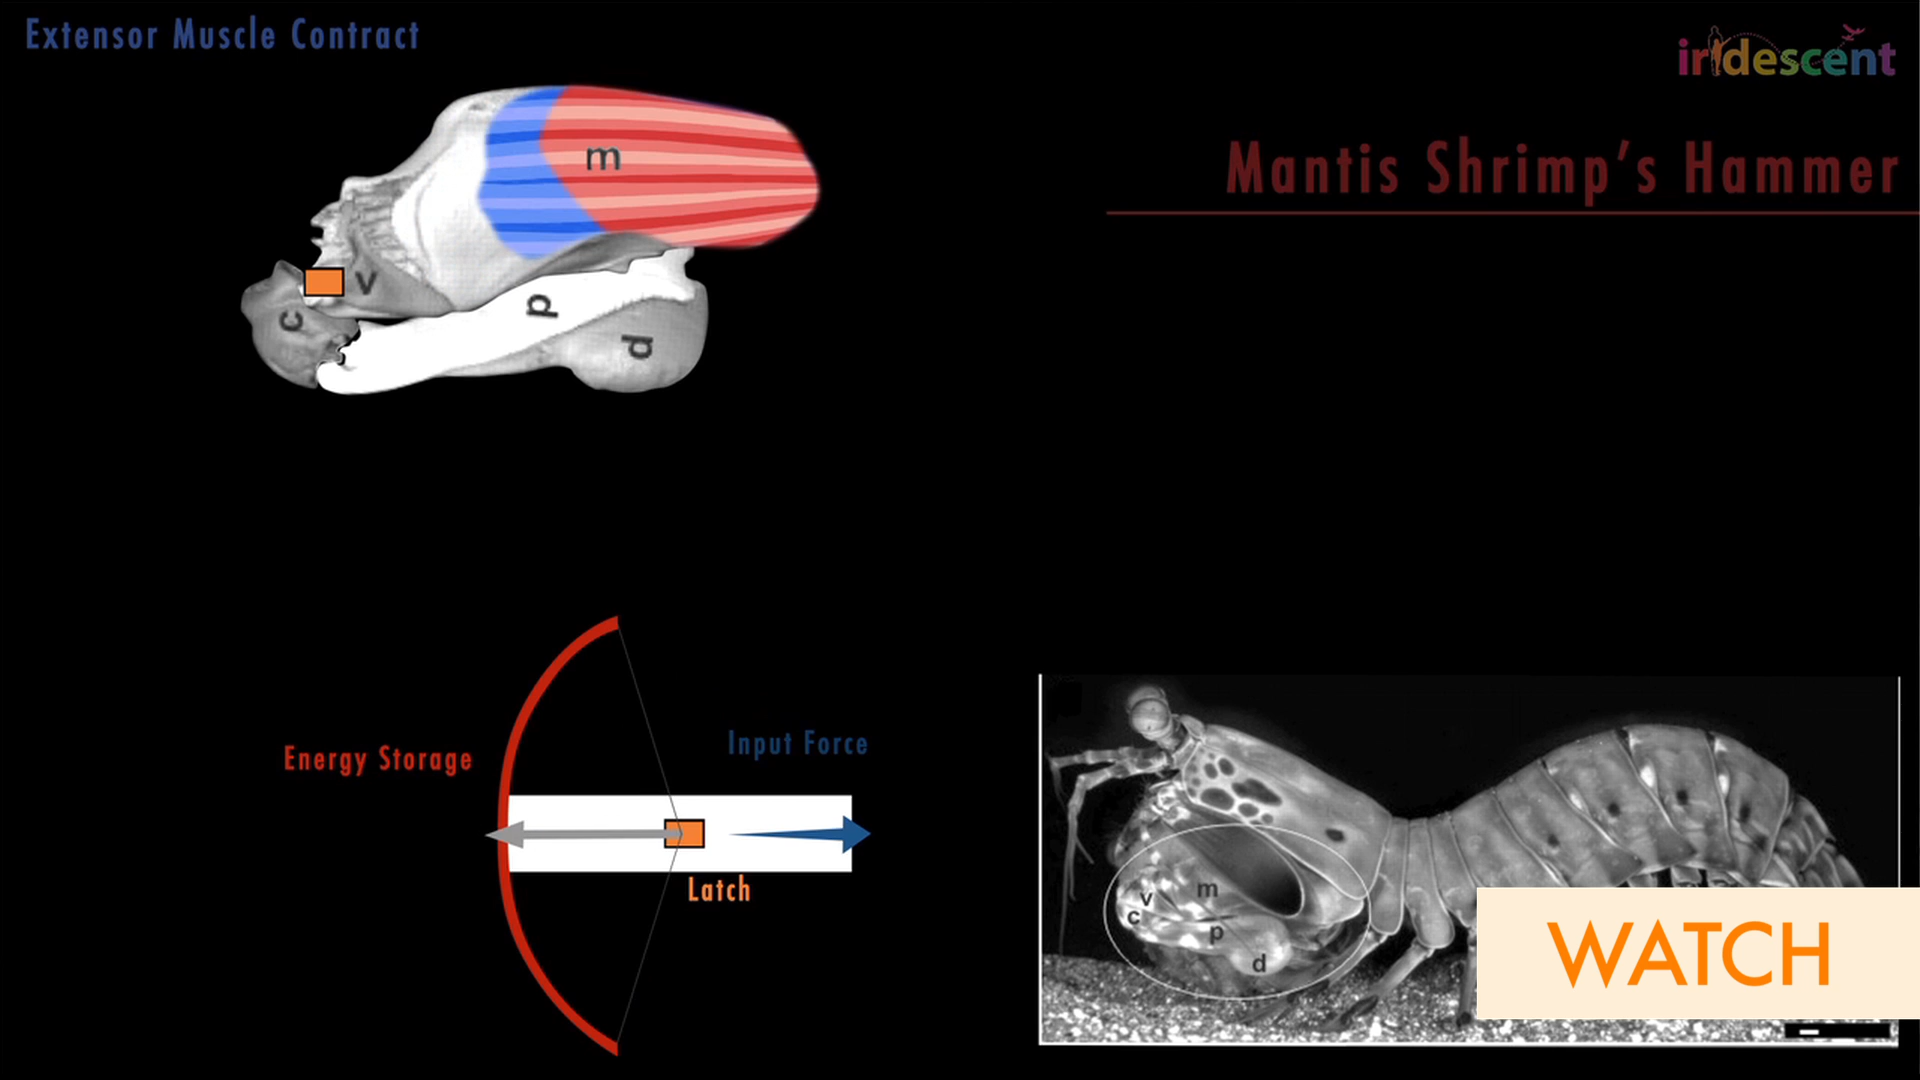 Extensor Muscle Contract
iridescent
Mantis Shrimp's Hammer
m
v
c
p
d
Energy Storage
Input Force
Latch
m
v
c
p
d
WATCH